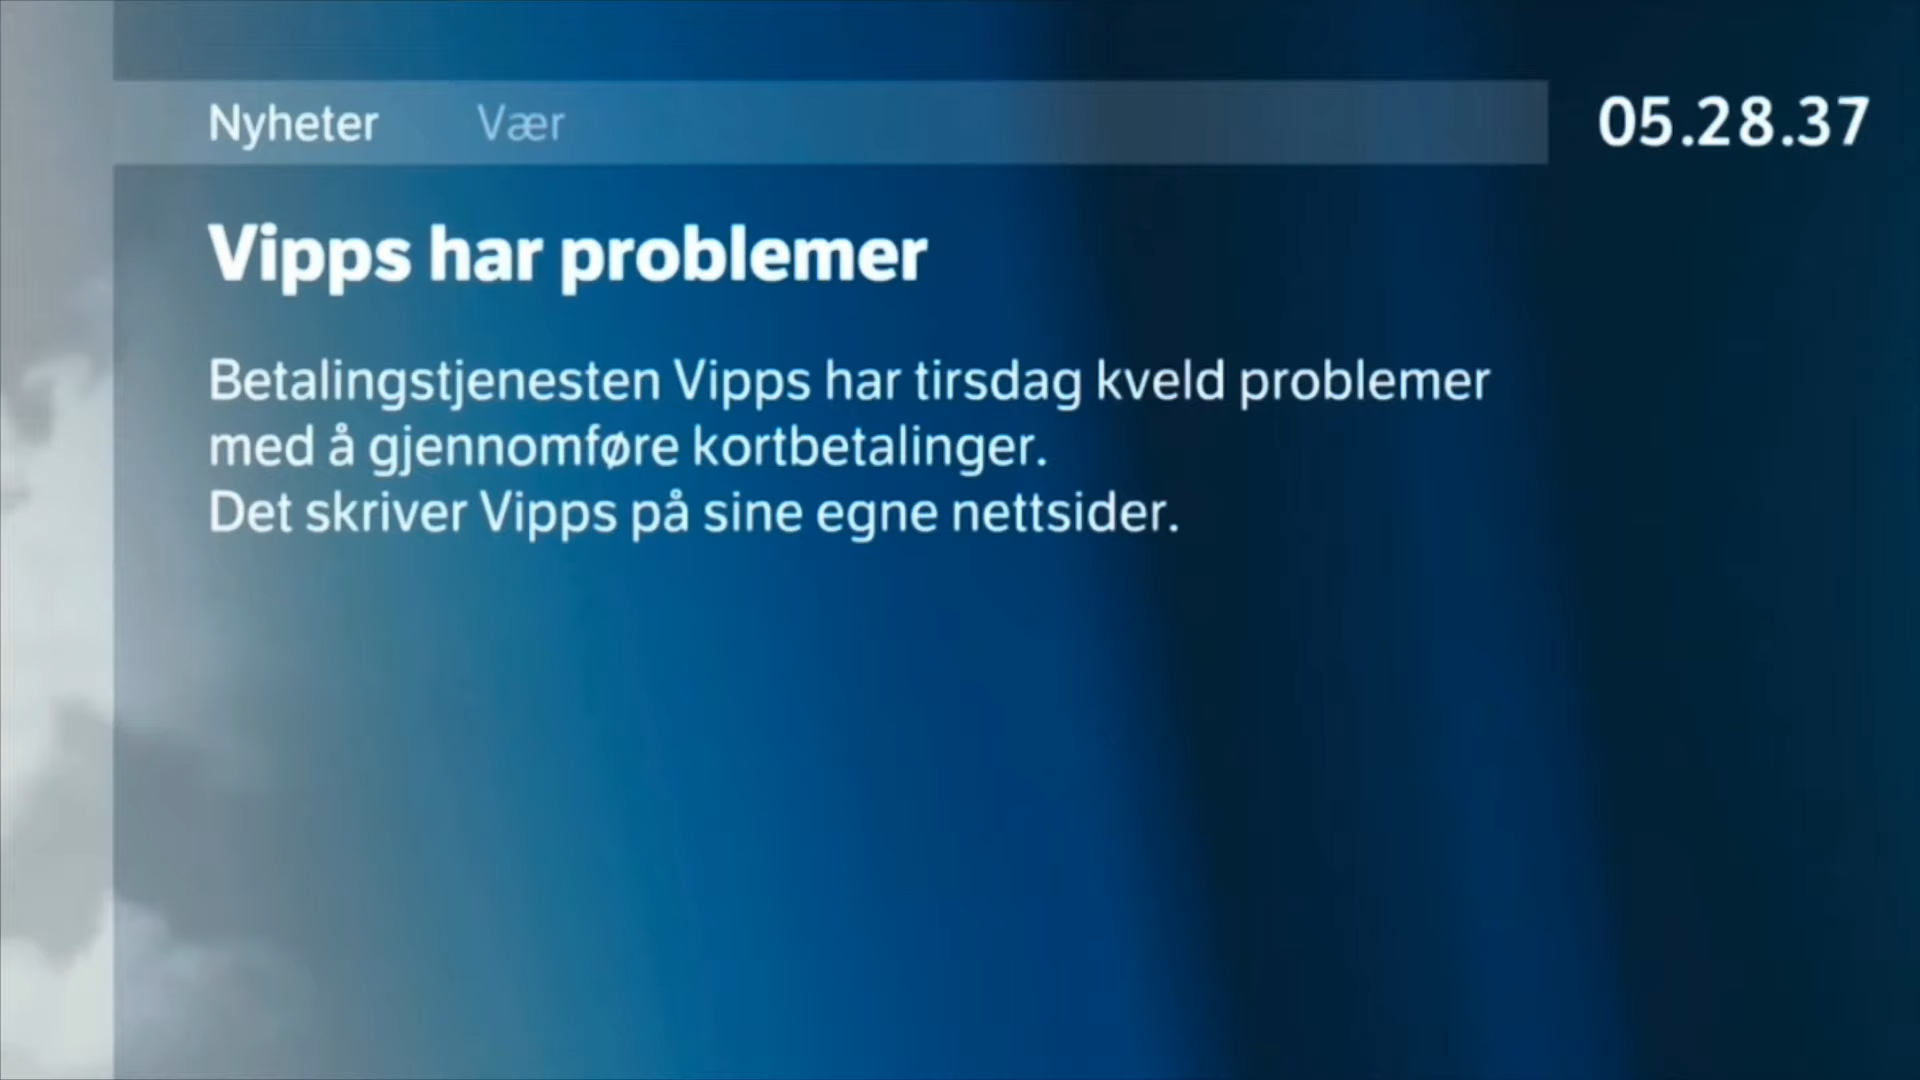 Nyheter Vær 05.28.37
Vipps har problemer
Betalingstjenesten Vipps har tirsdag kveld problemer
med å gjennomføre kortbetalinger.
Det skriver Vipps på sine egne nettsider.